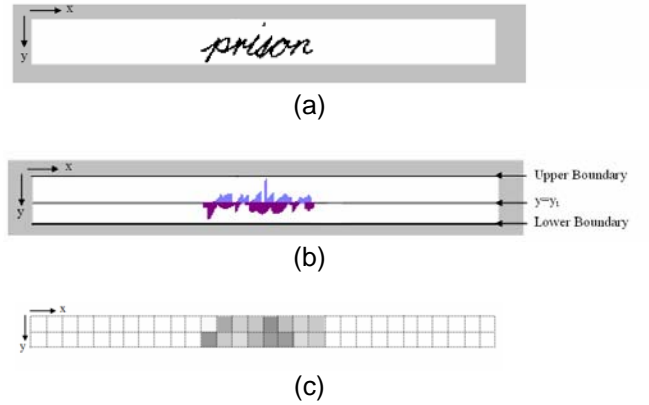 x
y
prison
(a)
x
y
Upper Boundary
y=y₁
Lower Boundary
(b)
x
y
(c)